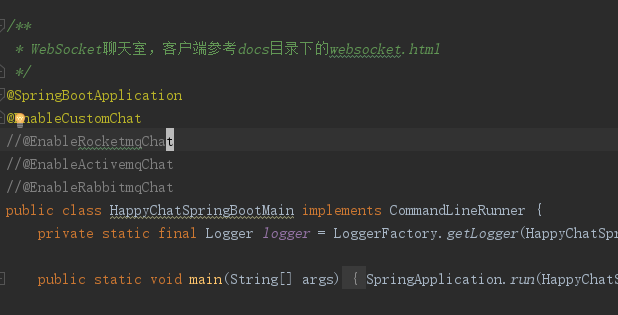 /**
 * WebSocket聊天室，客户端参考docs目录下的websocket.html
 */
@SpringBootApplication
@EnableCustomChat
//@EnableRocketmqChat
//@EnableActivemqChat
//@EnableRabbitmqChat
public class HappyChatSpringBootMain implements CommandLineRunner {
    private static final Logger logger = LoggerFactory.getLogger(HappyChatSpr
    public static void main(String[] args) { SpringApplication.run(HappyChatS